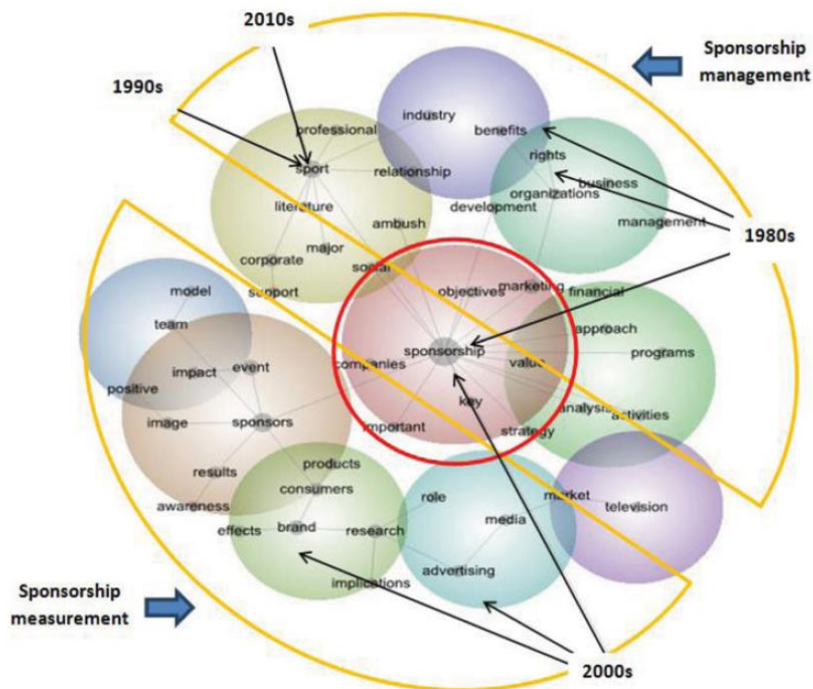 2010s
Sponsorship
management
1990s
industry
professional
benefits
sport
rights
relationship
business
organizations
literature
development
ambush
management
1980s
major
corporate
social
support
objectives
marketing
financial
model
team
approach
sponsorship
programs
companies
value
event
impact
positive
key
analysis
activities
image
sponsors
important
strategy
products
results
consumers
role
market
awareness
television
media
effects
brand
research
advertising
implications
Sponsorship
measurement
2000s